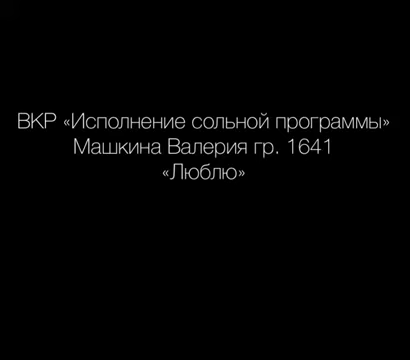 ВКР «Исполнение сольной программы»
Машкина Валерия гр. 1641
«Люблю»